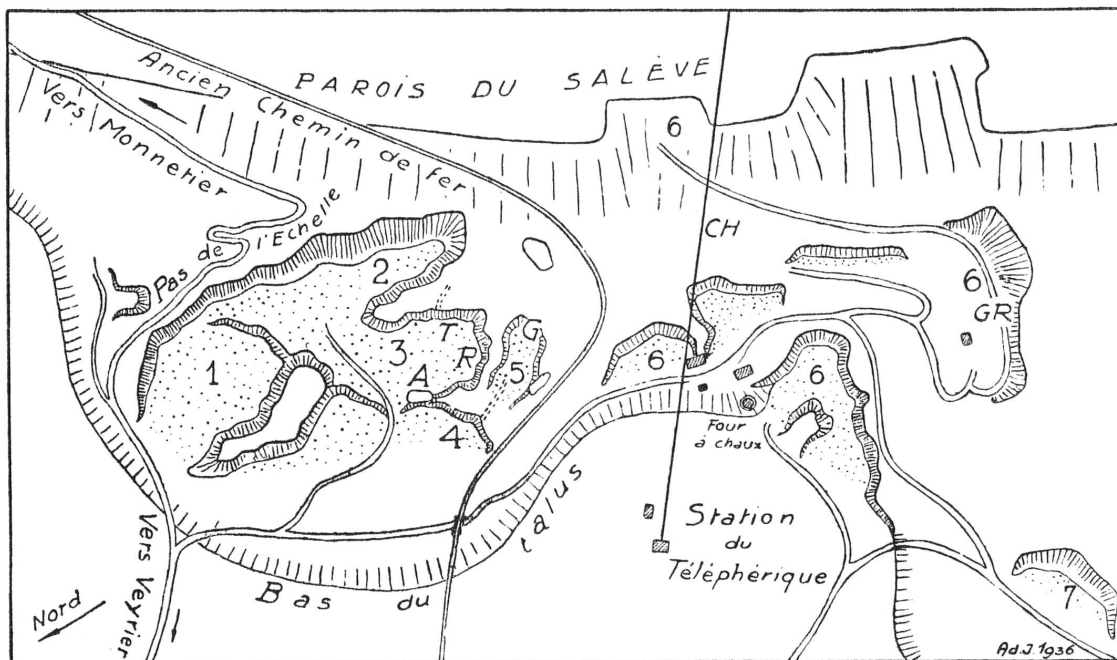 PAROIS DU SALÈVE
Ancien Chemin de fer
Vers Monnetier
Pas de l'Echelle
6
CH
2
6
GR
T
G
3
R
1
A
5
6
6
4
Four
à chaux
Bas du talus
Station
du
Téléphérique
Vers Veyrier
Nord
7
Ad.J.1936